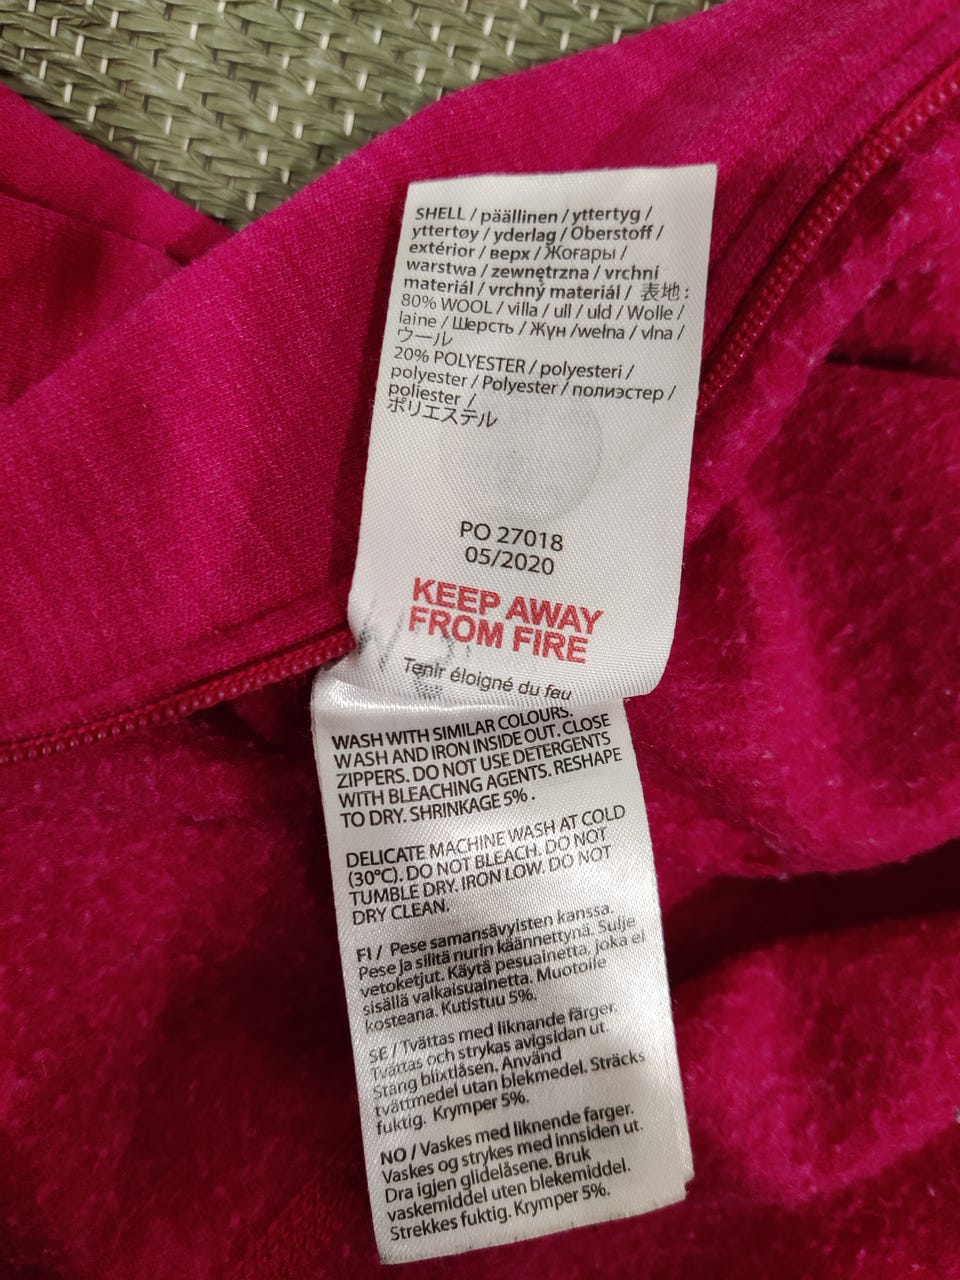 SHELL / päällinen / yttertyg /
yttertøy / yderlag / Oberstoff /
extérior / верх / Жоғары /
warstwa / zewnętrzna / vrchní
materiál / vrchný materiál / 表地 :
80% WOOL / villa / ull / uld / Wolle /
laine / Шерсть / Жүн /wełna / vlna /
ウール
20% POLYESTER / polyesteri /
polyester / Polyester / полиэстер /
poliester /
ポリエステル
PO 27018
05/2020
KEEP AWAY
FROM FIRE
Tenir éloigné du feu
WASH WITH SIMILAR COLOURS.
WASH AND IRON INSIDE OUT. CLOSE
ZIPPERS. DO NOT USE DETERGENTS
WITH BLEACHING AGENTS. RESHAPE
TO DRY. SHRINKAGE 5% .
DELICATE MACHINE WASH AT COLD
(30°C). DO NOT BLEACH. DO NOT
TUMBLE DRY. IRON LOW. DO NOT
DRY CLEAN.
FI / Pese samansävyisten kanssa.
Pese ja silitä nurin käännettynä. Sulje
vetoketjut. Käytä pesuainetta, joka ei
sisällä valkaisuainetta. Muotoile
kosteana. Kutistuu 5%.
SE / Tvättas med liknande färger.
Tvättas och strykas avigsidan ut.
Stäng blixtlåsen. Använd
tvättmedel utan blekmedel. Sträcks
fuktig. Krymper 5%.
NO / Vaskes med liknende farger.
Vaskes og strykes med innsiden ut.
Dra igjen glidelåsene. Bruk
vaskemiddel uten blekemiddel.
Strekkes fuktig. Krymper 5%.